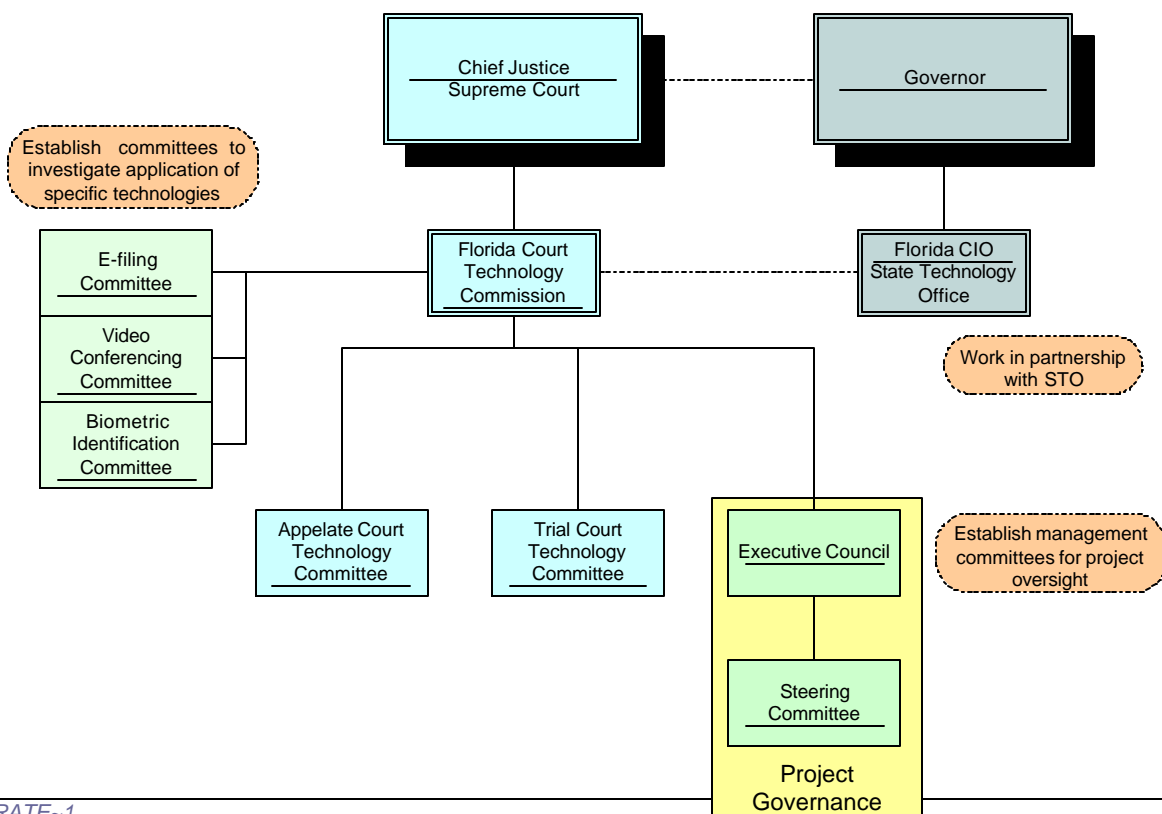 Chief Justice
Supreme Court
Governor
Establish committees to
investigate application of
specific technologies
E-filing
Committee
Video
Conferencing
Committee
Biometric
Identification
Committee
Florida Court
Technology
Commission
Florida CIO
State Technology
Office
Work in partnership
with STO
Appelate Court
Technology
Committee
Trial Court
Technology
Committee
Executive Council
Establish management
committees for project
oversight
Steering
Committee
Project
Governance
RATE~1